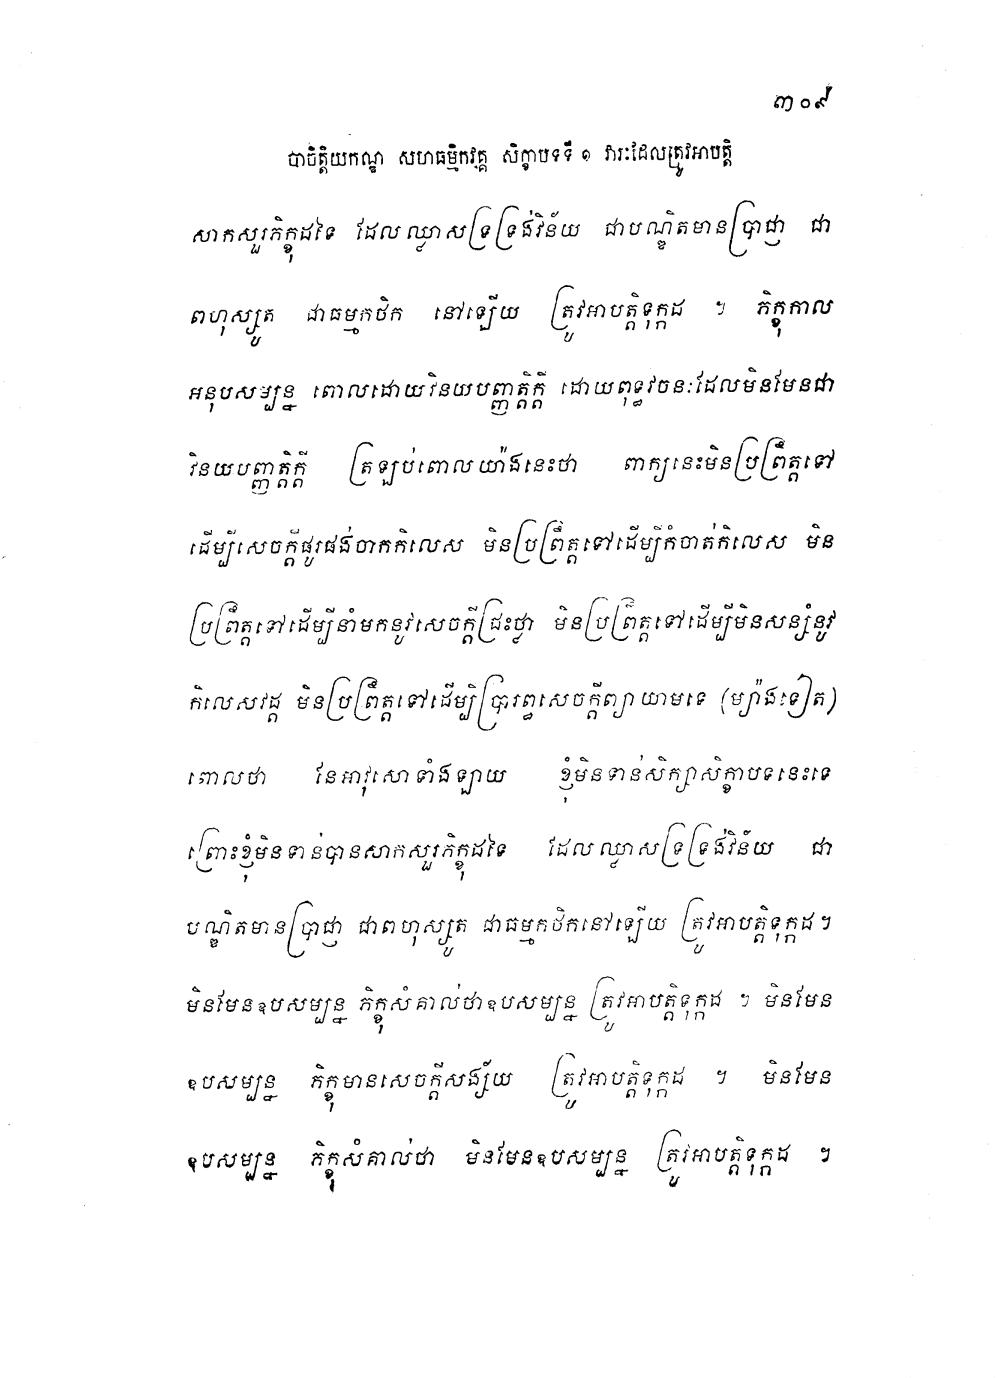 ៣០៩
បាចិត្តិយកណ្ឌ សហធម្មិកវគ្គ សិក្ខាបទទី ១ វារៈដែលត្រូវអាបត្តិ
សាកសួរភិក្ខុដទៃ ដែលឈ្លាសទ្រទ្រង់វិន័យ ជាបណ្ឌិតមានប្រាជ្ញា ជា
ពហុស្សូត ជាធម្មកថិក នៅឡើយ ត្រូវអាបត្តិទុក្កដ ។ ភិក្ខុកាល
អនុបសម្បន្ន ពោលដោយវិនយបញ្ញត្តិក្តី ដោយពុទ្ធវចនៈដែលមិនមែនជា
វិនយបញ្ញត្តិក្តី ត្រឡប់ពោលយ៉ាងនេះថា ពាក្យនេះមិនប្រព្រឹត្តទៅ
ដើម្បីសេចក្តីផូរផង់ចាកកិលេស មិនប្រព្រឹត្តទៅដើម្បីកំចាត់កិលេស មិន
ប្រព្រឹត្តទៅដើម្បីនាំមកនូវសេចក្តីជ្រះថ្លា មិនប្រព្រឹត្តទៅដើម្បីមិនសន្សំនូវ
កិលេសវដ្ត មិនប្រព្រឹត្តទៅដើម្បីប្រារព្ធសេចក្តីព្យាយាមទេ (ម្យ៉ាងទៀត)
ពោលថា នែអាវុសោទាំងឡាយ ខ្ញុំមិនទាន់សិក្សាសិក្ខាបទនេះទេ
ព្រោះខ្ញុំមិនទាន់បានសាកសួរភិក្ខុដទៃ ដែលឈ្លាសទ្រទ្រង់វិន័យ ជា
បណ្ឌិតមានប្រាជ្ញា ជាពហុស្សូត ជាធម្មកថិកនៅឡើយ ត្រូវអាបត្តិទុក្កដ។
មិនមែនឧបសម្បន្ន ភិក្ខុសំគាល់ថាឧបសម្បន្ន ត្រូវអាបត្តិទុក្កដ ។ មិនមែន
ឧបសម្បន្ន ភិក្ខុមានសេចក្តីសង្ស័យ ត្រូវអាបត្តិទុក្កដ ។ មិនមែន
ឧបសម្បន្ន ភិក្ខុសំគាល់ថា មិនមែនឧបសម្បន្ន ត្រូវអាបត្តិទុក្កដ ។